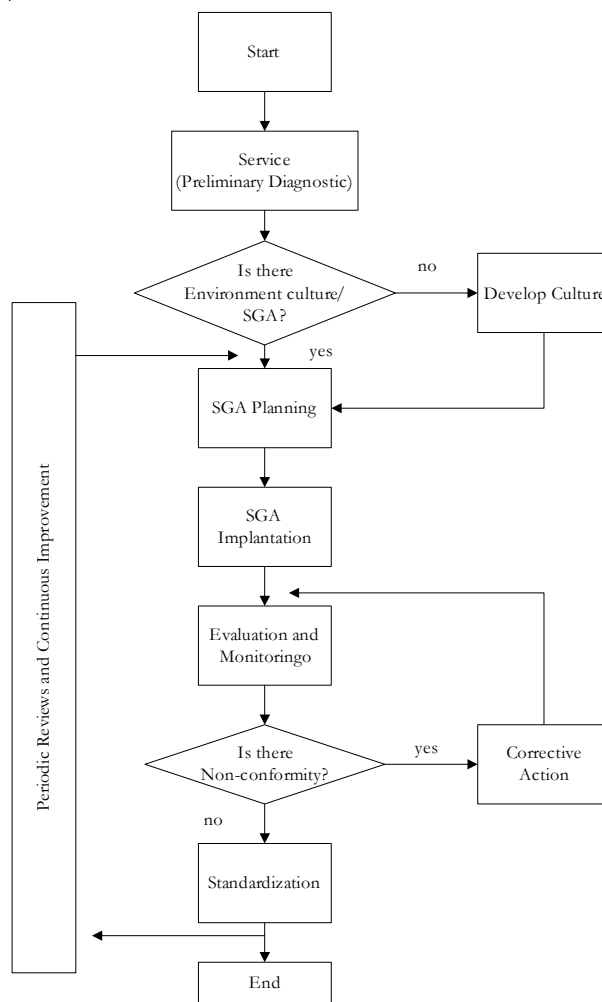 Start
Service
(Preliminary Diagnostic)
Is there
Environment culture/
SGA?
no
Develop Culture
yes
SGA Planning
SGA
Implantation
Evaluation and
Monitoringo
Is there
Non-conformity?
yes
Corrective
Action
no
Standardization
End
Periodic Reviews and Continuous Improvement